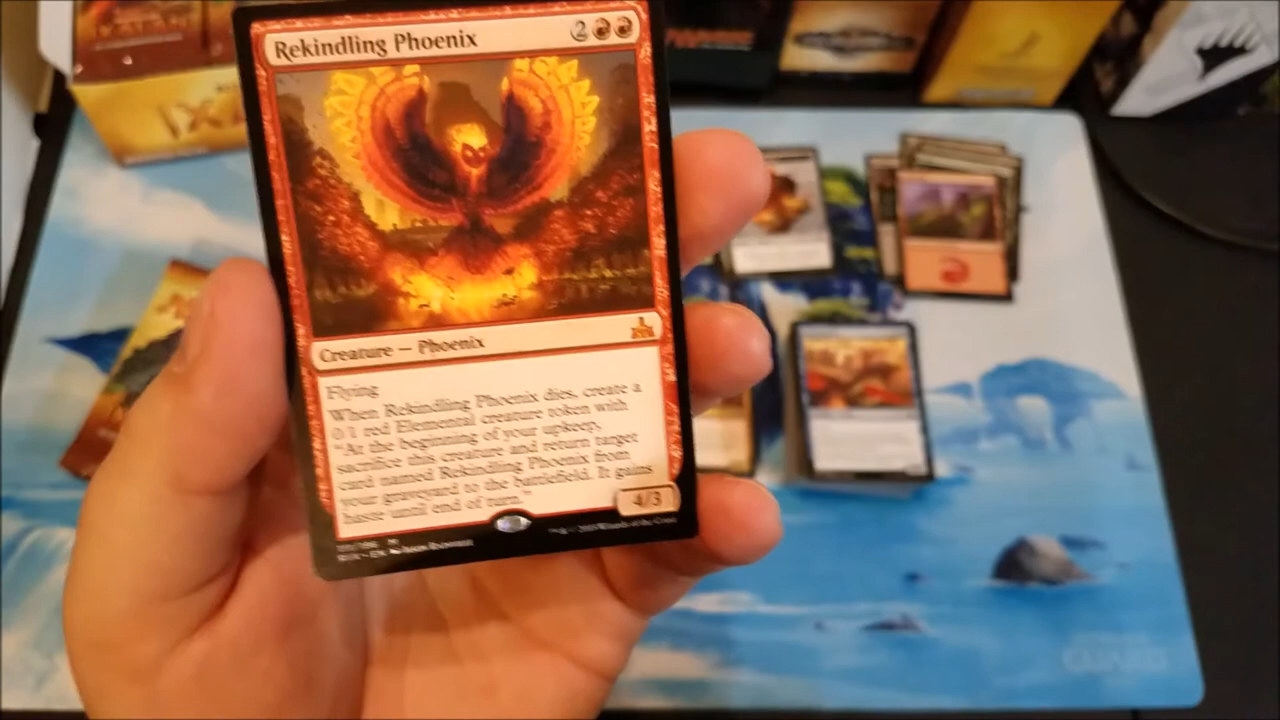 Rekindling Phoenix 2
Creature — Phoenix
Flying
When Rekindling Phoenix dies, create a
0/1 red Elemental creature token with
"At the beginning of your upkeep,
sacrifice this creature and return target
card named Rekindling Phoenix from
your graveyard to the battlefield. It gains
haste until end of turn."
4/3
IXA